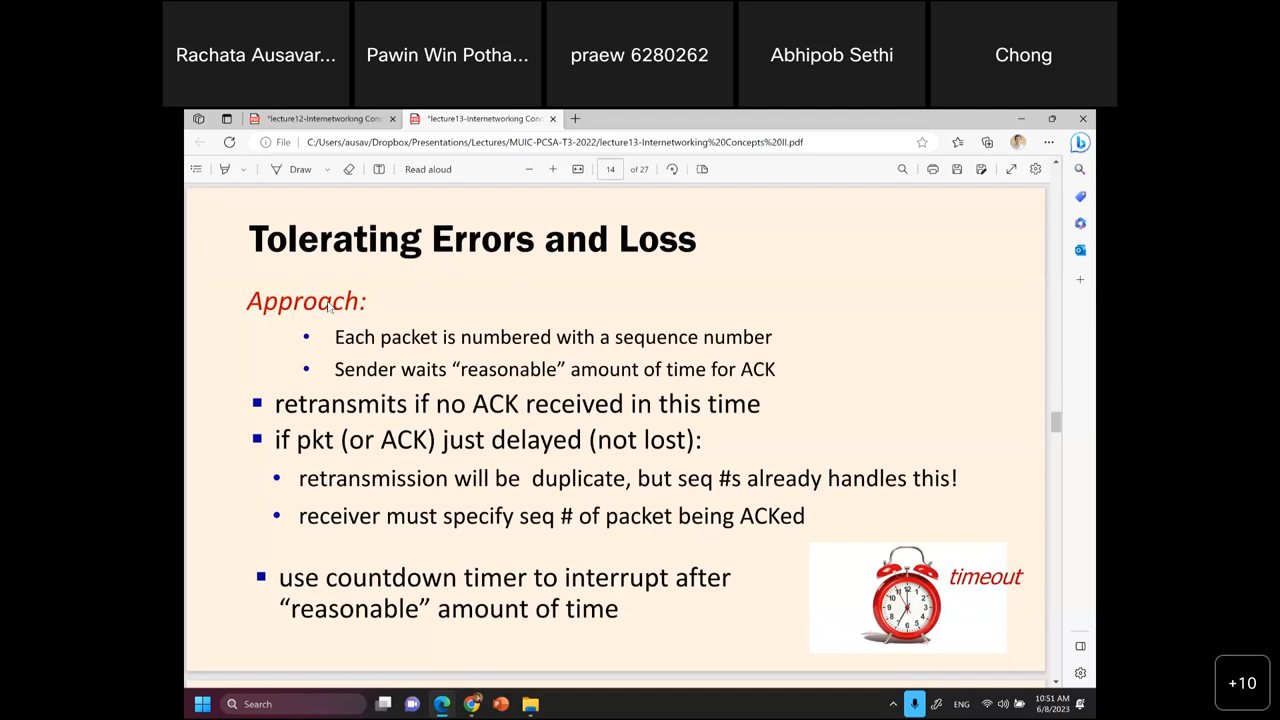 Rachata Ausavar...
Pawin Win Potha...
praew 6280262
Abhipob Sethi
Chong
*lecture12-Internetworking Conc
*lecture13-Internetworking Conc
File
C:/Users/ausav/Dropbox/Presentations/Lectures/MUIC-PCSA-T3-2022/lecture13-Internetworking%20Concepts%20II.pdf
Draw
Read aloud
14 of 27
Tolerating Errors and Loss
Approach:
• Each packet is numbered with a sequence number
• Sender waits “reasonable” amount of time for ACK
▪ retransmits if no ACK received in this time
▪ if pkt (or ACK) just delayed (not lost):
• retransmission will be duplicate, but seq #s already handles this!
• receiver must specify seq # of packet being ACKed
▪ use countdown timer to interrupt after
“reasonable” amount of time
timeout
Search
ENG
10:51 AM
6/8/2023
+10